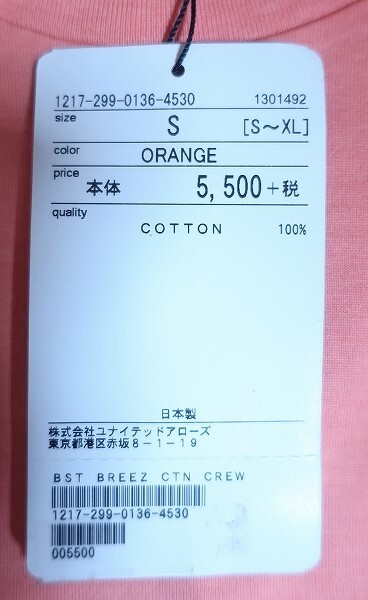 1217-299-0136-4530 1301492
size S [S～XL]
color ORANGE
price 本体 5,500+税
quality
COTTON 100%
日本製
株式会社ユナイテッドアローズ
東京都港区赤坂8-1-19
BST BREEZ CTN CREW
1217-299-0136-4530
005500